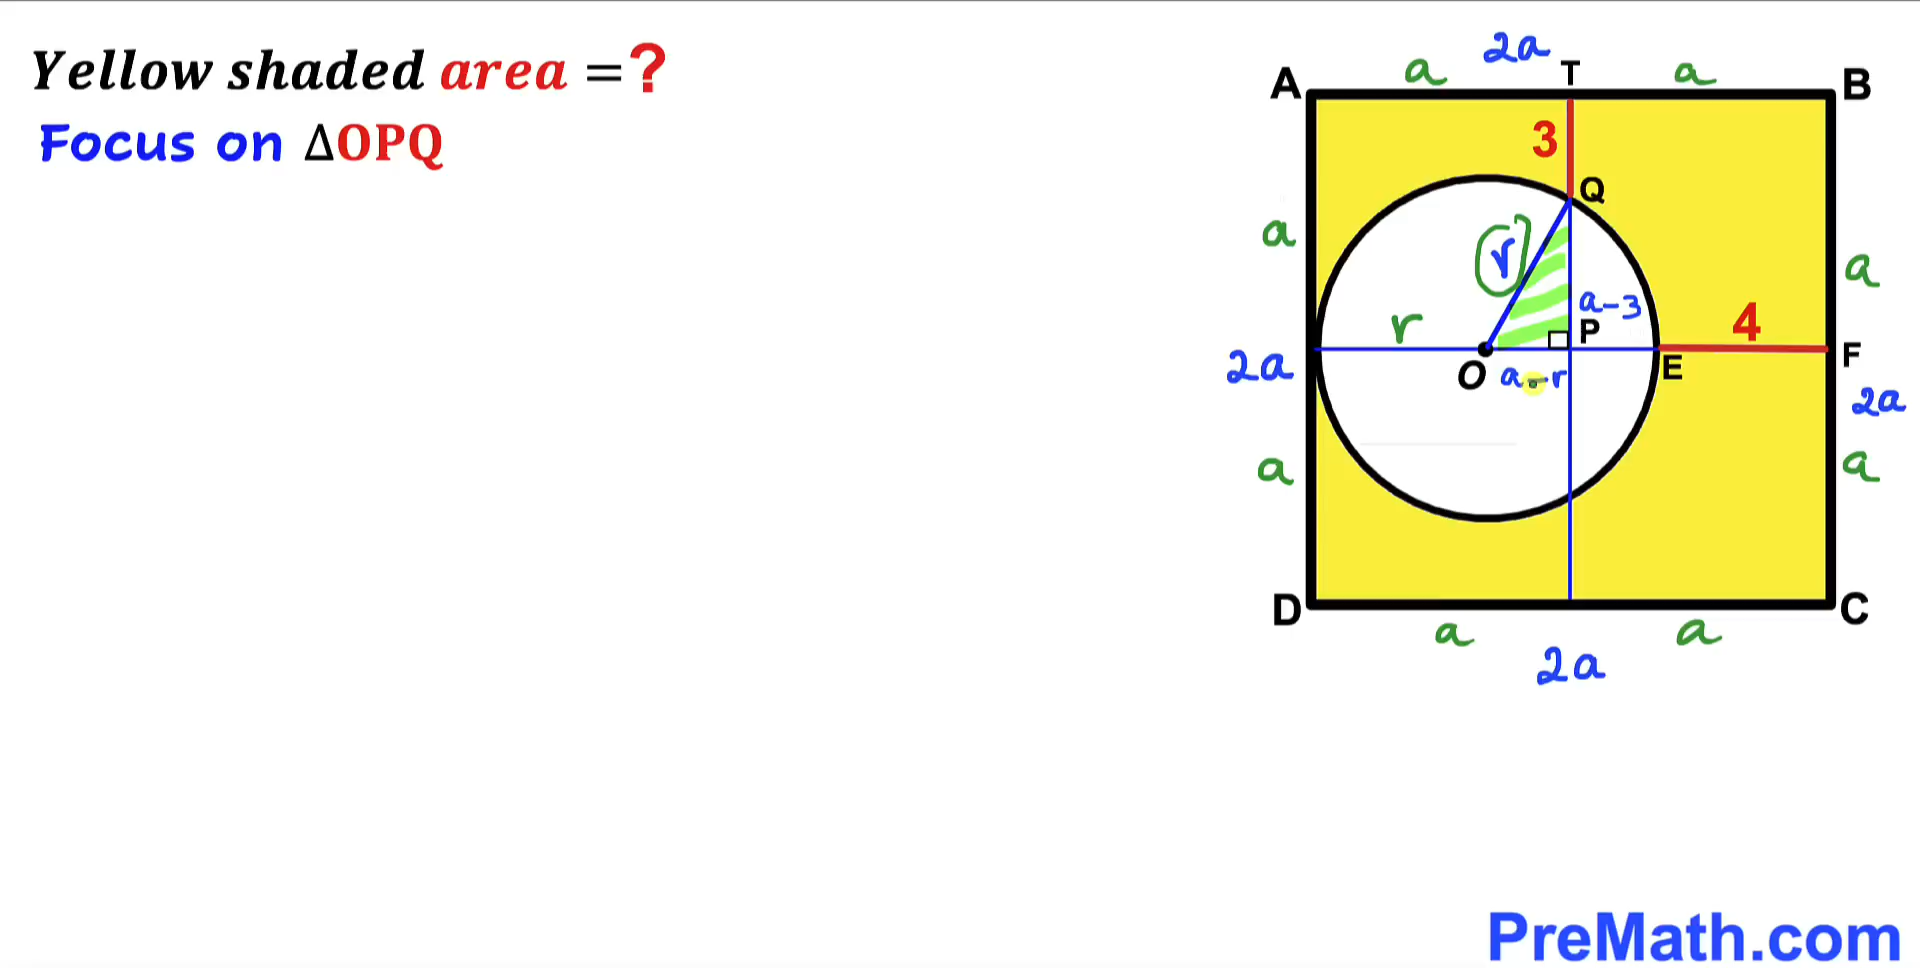 Yellow shaded area = ?
Focus on ΔOPQ
2a
A a T a B
3
Q
a r a
a-3
r P 4
2a O a-r E F
2a
a a
D C
a a
2a
PreMath.com